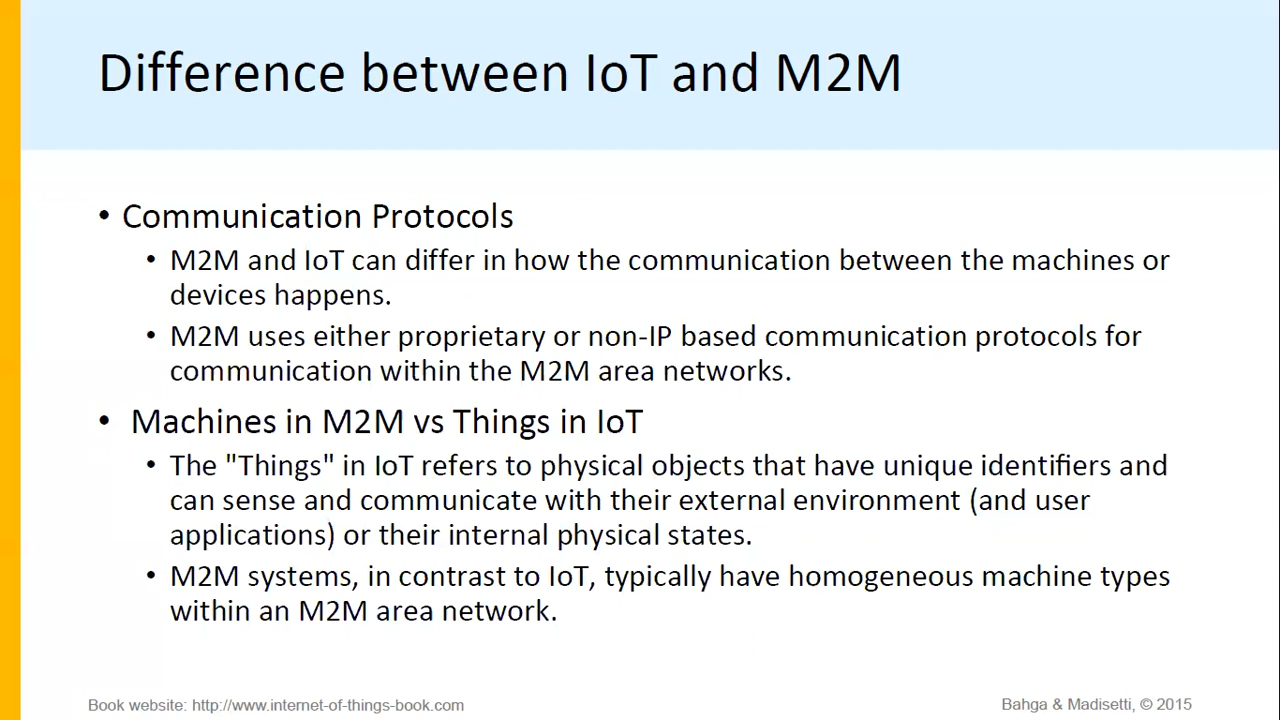 Difference between IoT and M2M
• Communication Protocols
• M2M and IoT can differ in how the communication between the machines or
devices happens.
• M2M uses either proprietary or non-IP based communication protocols for
communication within the M2M area networks.
• Machines in M2M vs Things in IoT
• The "Things" in IoT refers to physical objects that have unique identifiers and
can sense and communicate with their external environment (and user
applications) or their internal physical states.
• M2M systems, in contrast to IoT, typically have homogeneous machine types
within an M2M area network.
Book website: http://www.internet-of-things-book.com
Bahga & Madisetti, © 2015